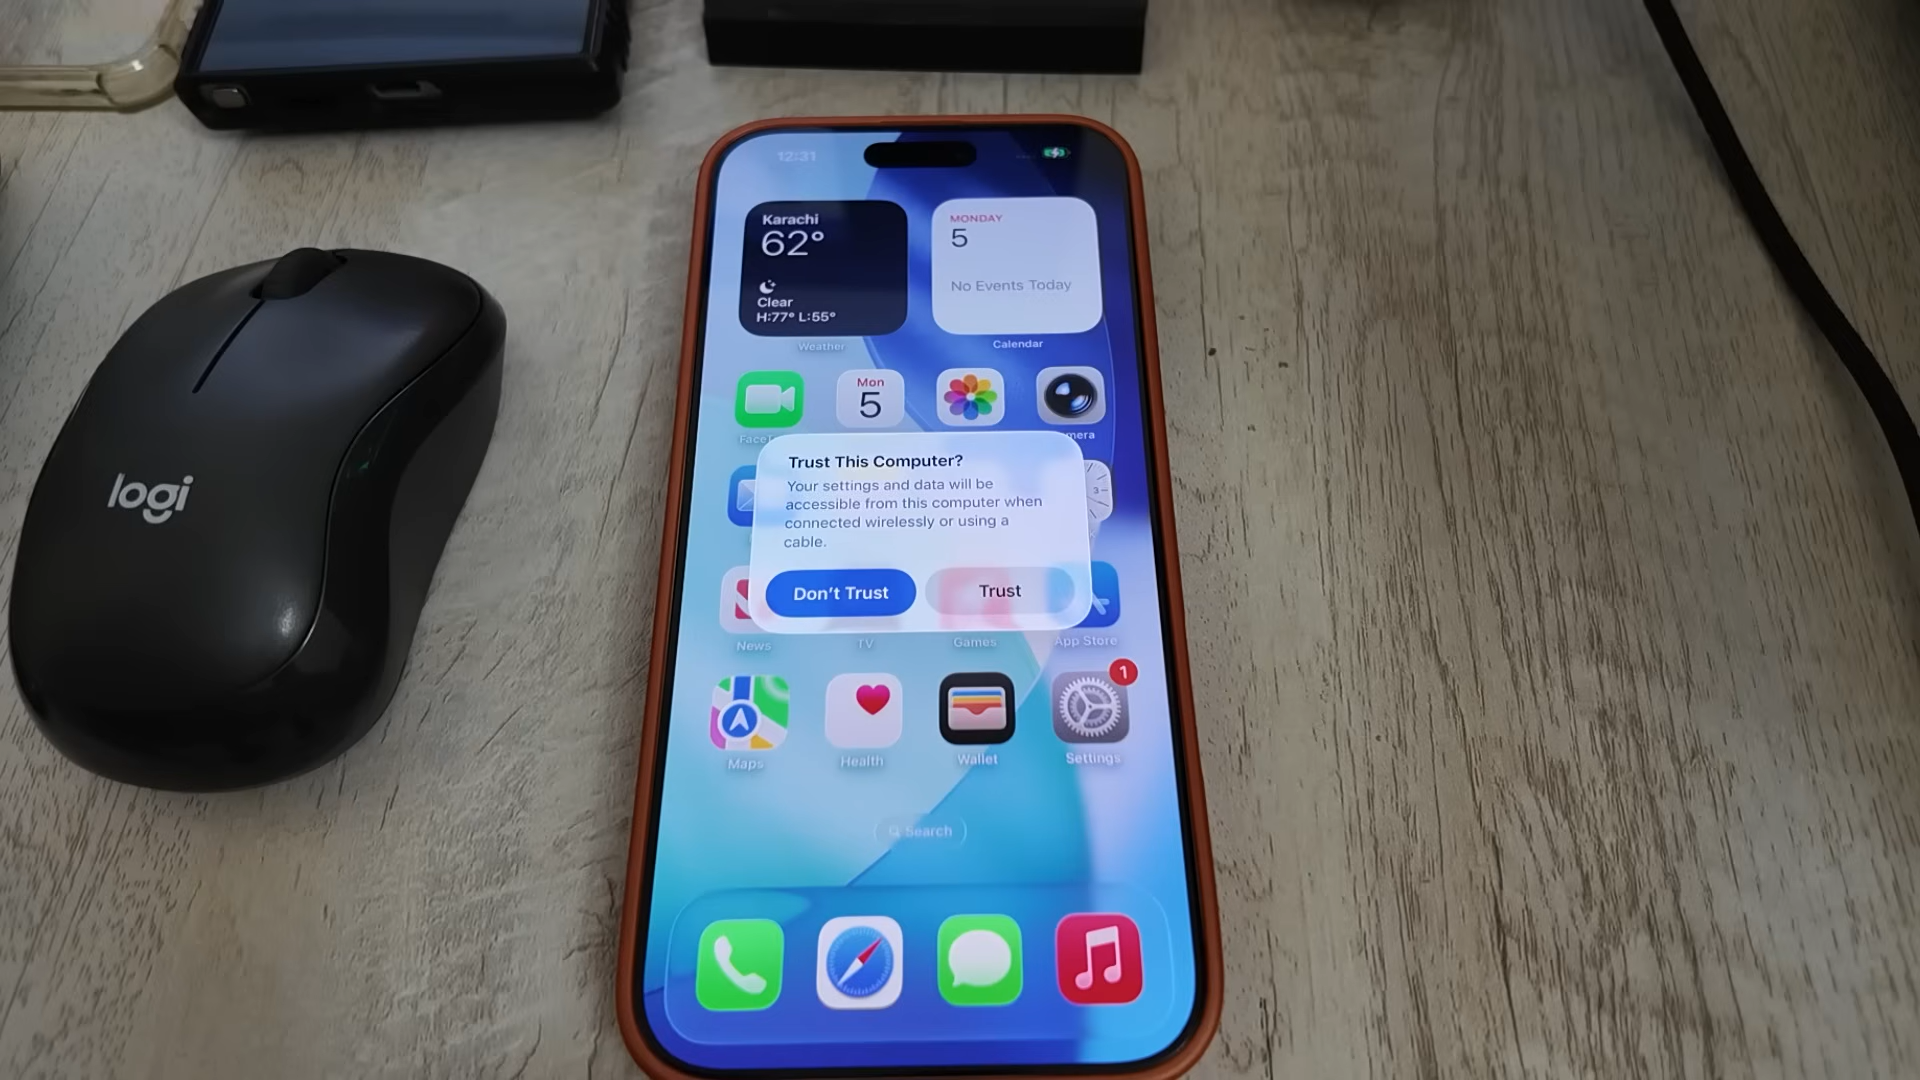 12:31
Karachi
62°
Clear
H:77° L:55°
Weather
MONDAY
5
No Events Today
Calendar
Mon
5
logi
Trust This Computer?
Your settings and data will be
accessible from this computer when
connected wirelessly or using a
cable.
Don't Trust
Trust
News
TV
Games
App Store
1
Maps
Health
Wallet
Settings
Search